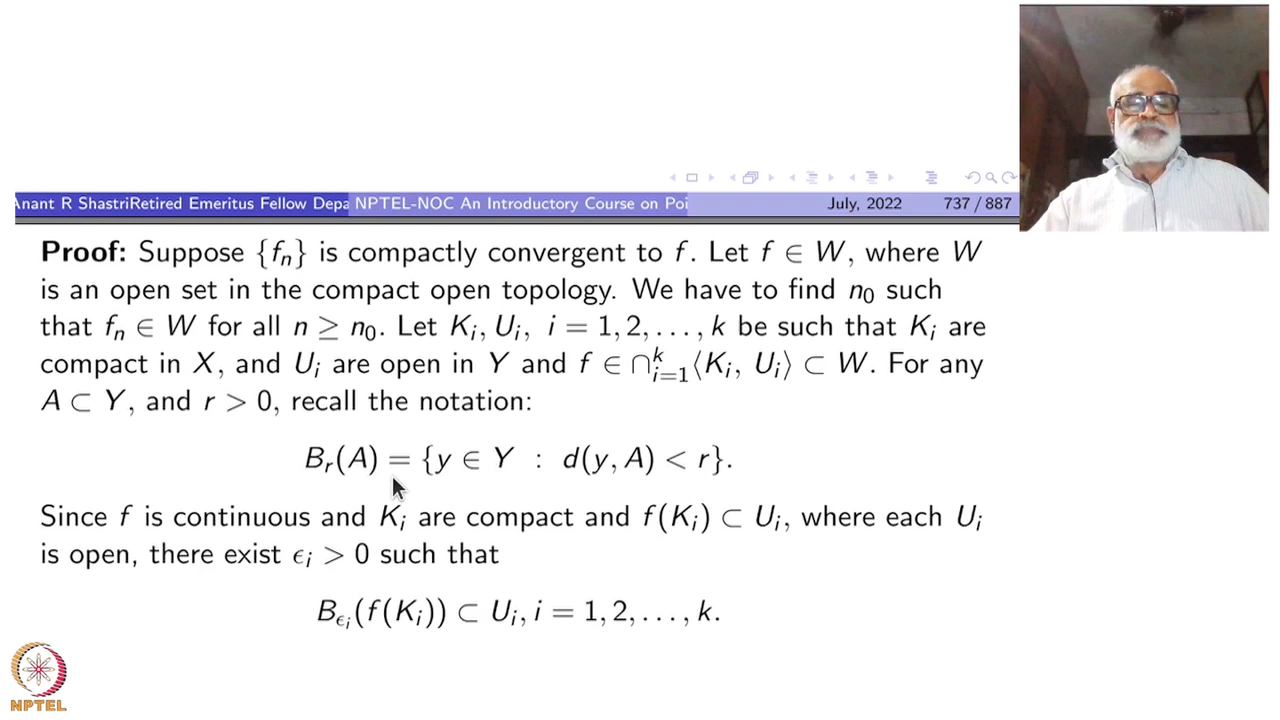 Anant R ShastriRetired Emeritus Fellow Depa NPTEL-NOC An Introductory Course on Poi July, 2022 737 / 887
Proof: Suppose {fₙ} is compactly convergent to f. Let f ∈ W, where W
is an open set in the compact open topology. We have to find n₀ such
that fₙ ∈ W for all n ≥ n₀. Let Kᵢ, Uᵢ, i = 1, 2, . . . , k be such that Kᵢ are
compact in X, and Uᵢ are open in Y and f ∈ ∩ᵏᵢ₌₁⟨Kᵢ, Uᵢ⟩ ⊂ W. For any
A ⊂ Y, and r > 0, recall the notation:
Bᵣ(A) = {y ∈ Y : d(y, A) < r}.
Since f is continuous and Kᵢ are compact and f(Kᵢ) ⊂ Uᵢ, where each Uᵢ
is open, there exist ϵᵢ > 0 such that
B_{ϵᵢ}(f(Kᵢ)) ⊂ Uᵢ, i = 1, 2, . . . , k.
NPTEL